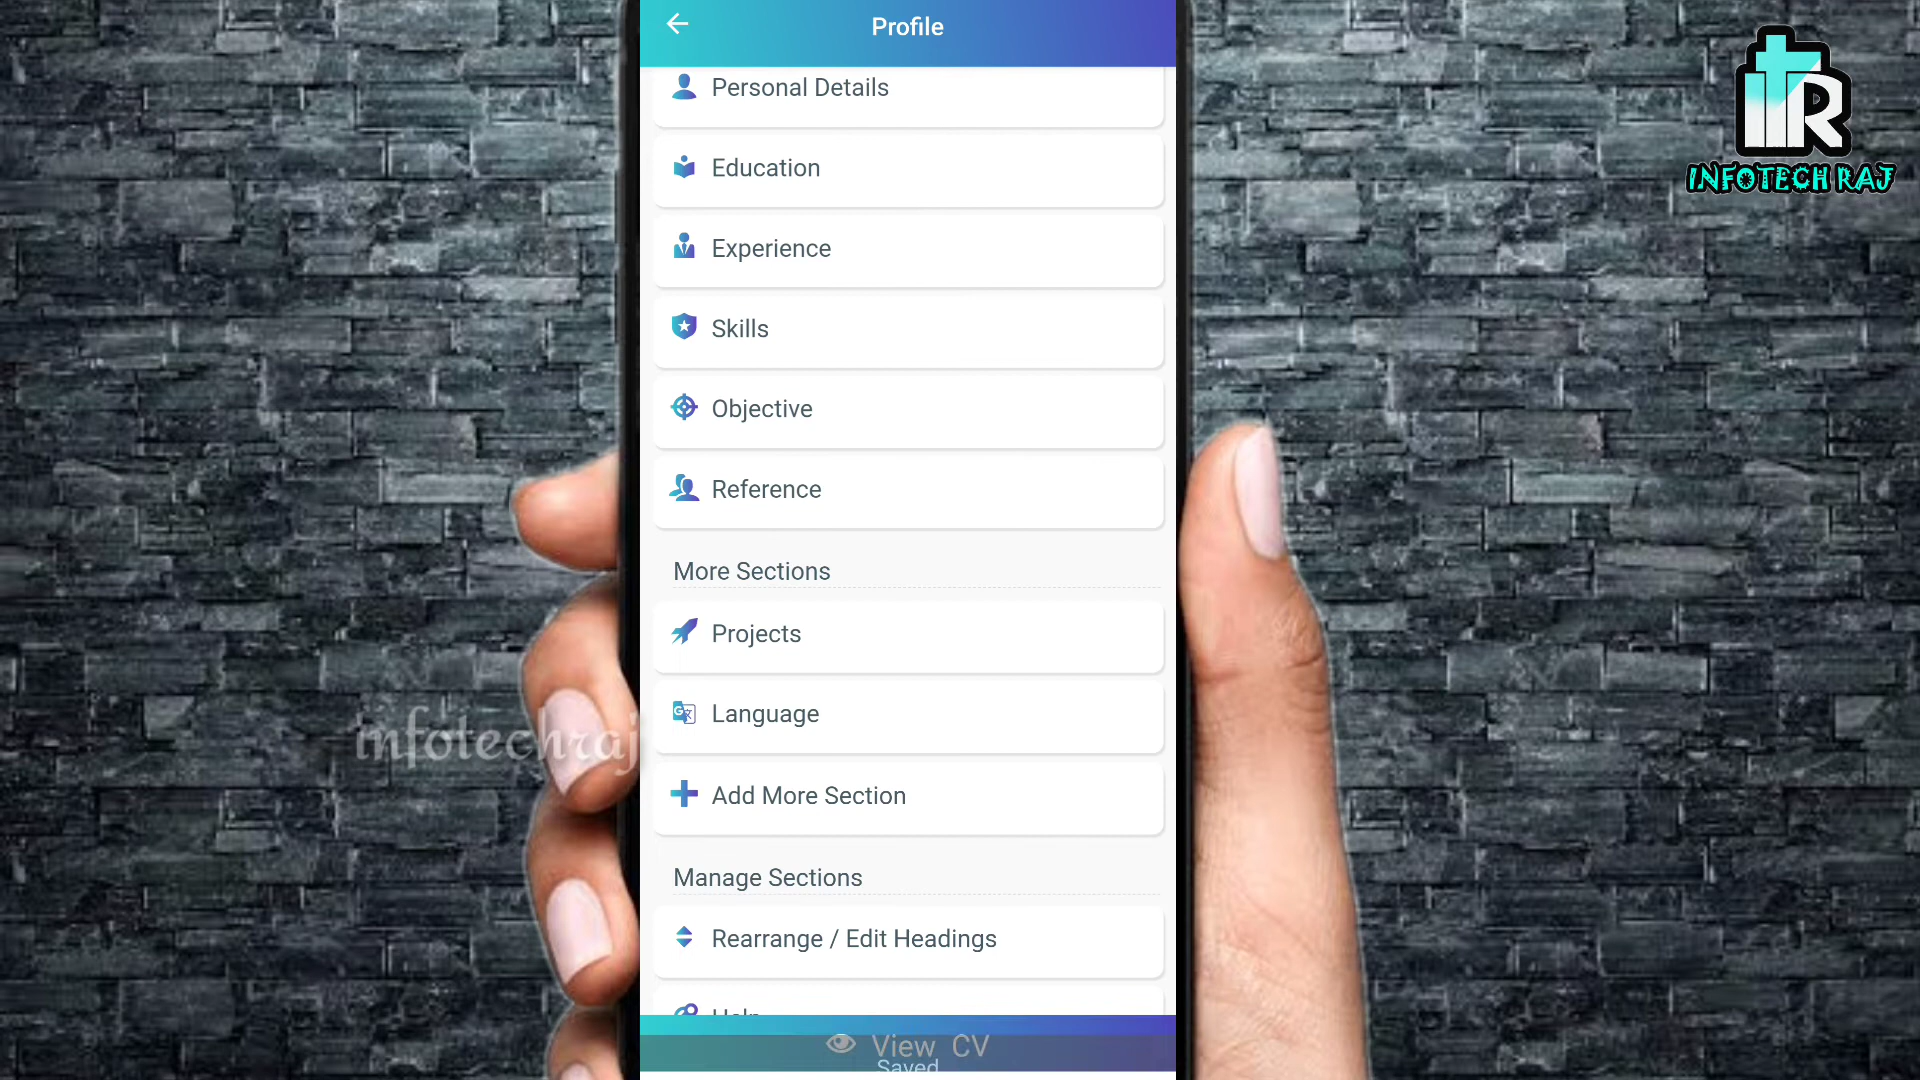 Profile
Personal Details
Education
Experience
Skills
Objective
Reference
More Sections
Projects
Language
Add More Section
Manage Sections
Rearrange / Edit Headings
Help
View CV
Saved
INFOTECH RAJ
infotechraj